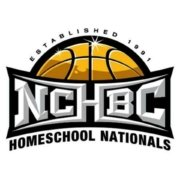 ESTABLISHED 1991
NCHBC
HOMESCHOOL NATIONALS